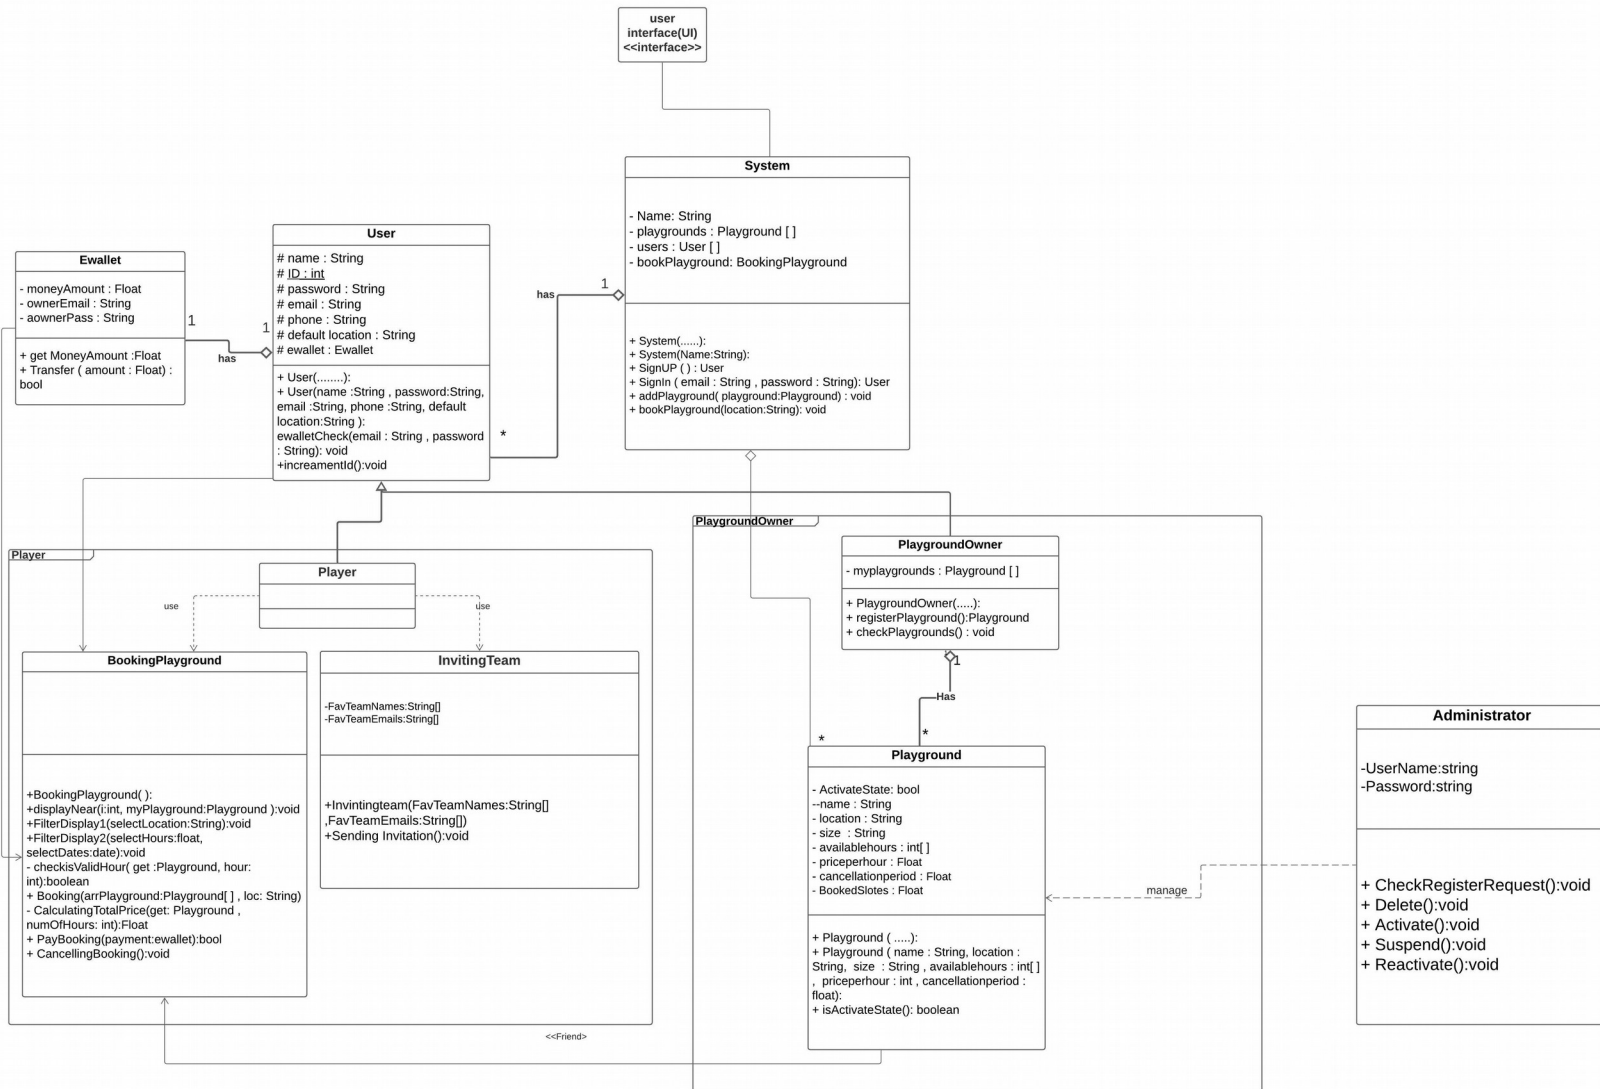 user
interface(UI)
<<interface>>
System
- Name: String
- playgrounds : Playground [ ]
- users : User [ ]
- bookPlayground: BookingPlayground
+ System(......):
+ System(Name:String):
+ SignUP ( ) : User
+ SignIn ( email : String , password : String): User
+ addPlayground( playground:Playground) : void
+ bookPlayground(location:String): void
1
has
*
User
# name : String
# ID : int
# password : String
# email : String
# phone : String
# default location : String
# ewallet : Ewallet
+ User(........):
+ User(name :String , password:String,
email :String, phone :String, default
location:String ):
ewalletCheck(email : String , password
: String): void
+increamentId():void
Ewallet
- moneyAmount : Float
- ownerEmail : String
- aownerPass : String
+ get MoneyAmount :Float
+ Transfer ( amount : Float) :
bool
1
1
has
Player
Player
use
use
BookingPlayground
+BookingPlayground( ):
+displayNear(i:int, myPlayground:Playground ):void
+FilterDisplay1(selectLocation:String):void
+FilterDisplay2(selectHours:float,
selectDates:date):void
- checkisValidHour( get :Playground, hour:
int):boolean
+ Booking(arrPlayground:Playground[ ] , loc: String)
- CalculatingTotalPrice(get: Playground ,
numOfHours: int):Float
+ PayBooking(payment:ewallet):bool
+ CancellingBooking():void
InvitingTeam
-FavTeamNames:String[]
-FavTeamEmails:String[]
+Invintingteam(FavTeamNames:String[]
,FavTeamEmails:String[])
+Sending Invitation():void
<<Friend>>
PlaygroundOwner
PlaygroundOwner
- myplaygrounds : Playground [ ]
+ PlaygroundOwner(.....):
+ registerPlayground():Playground
+ checkPlaygrounds() : void
1
Has
*
*
Playground
- ActivateState: bool
--name : String
- location : String
- size  : String
- availablehours : int[ ]
- priceperhour : Float
- cancellationperiod : Float
- BookedSlotes : Float
+ Playground ( .....):
+ Playground ( name : String, location :
String,  size  : String , availablehours : int[ ]
,  priceperhour : int , cancellationperiod :
float):
+ isActivateState(): boolean
manage
Administrator
-UserName:string
-Password:string
+ CheckRegisterRequest():void
+ Delete():void
+ Activate():void
+ Suspend():void
+ Reactivate():void